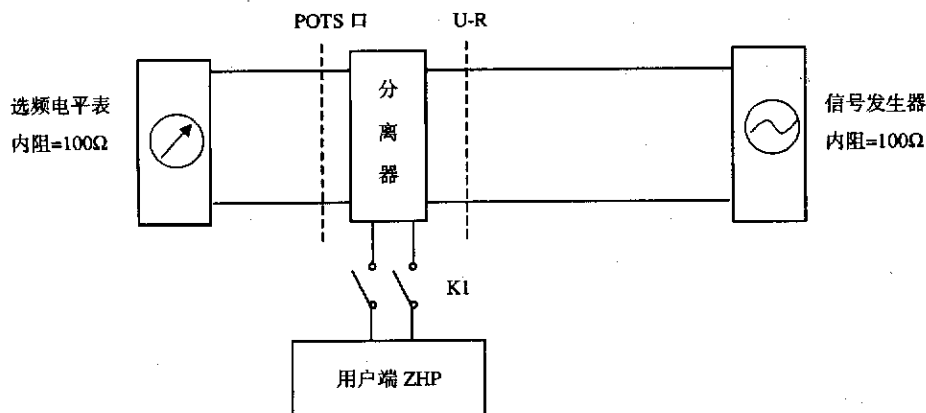 POTS 口
U-R
选频电平表
内阻=100Ω
分
离
器
信号发生器
内阻=100Ω
K1
用户端 ZHP